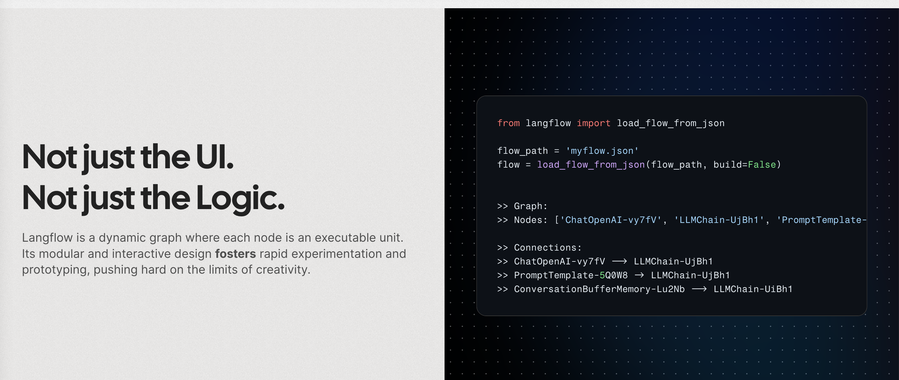 Not just the UI.
Not just the Logic.
Langflow is a dynamic graph where each node is an executable unit.
Its modular and interactive design fosters rapid experimentation and
prototyping, pushing hard on the limits of creativity.
from langflow import load_flow_from_json
flow_path = 'myflow.json'
flow = load_flow_from_json(flow_path, build=False)
>> Graph:
>> Nodes: ['ChatOpenAI-vy7fV', 'LLMChain-UjBh1', 'PromptTemplate-
>> Connections:
>> ChatOpenAI-vy7fV ⟶ LLMChain-UjBh1
>> PromptTemplate-5Q0W8 → LLMChain-UjBh1
>> ConversationBufferMemory-Lu2Nb ⟶ LLMChain-UiBh1